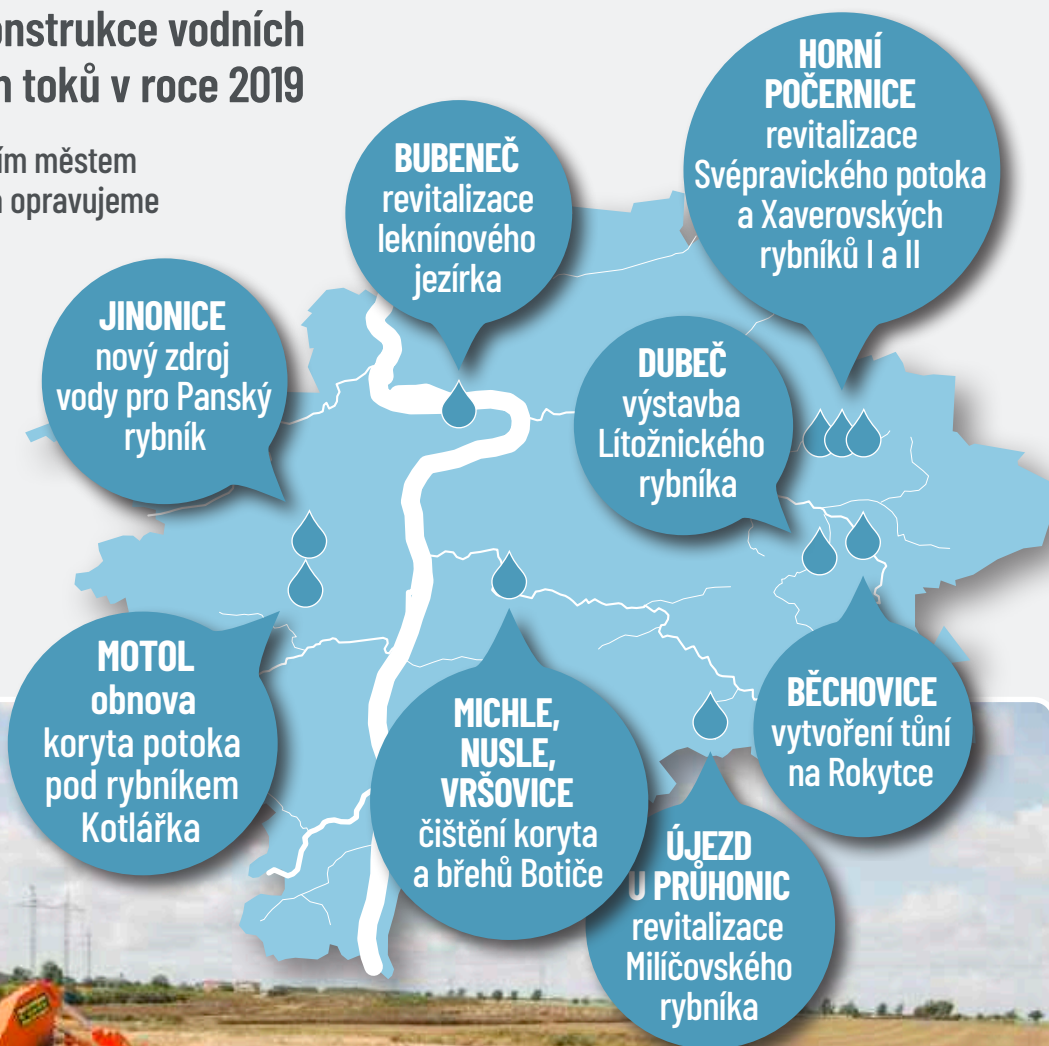 onstrukce vodních
h toků v roce 2019
ím městem
a opravujeme
HORNÍ
POČERNICE
revitalizace
Svépravického potoka
a Xaverovských
rybníků I a II
BUBENEČ
revitalizace
leknínového
jezírka
JINONICE
nový zdroj
vody pro Panský
rybník
DUBEČ
výstavba
Lítožnického
rybníka
MOTOL
obnova
koryta potoka
pod rybníkem
Kotlářka
MICHLE,
NUSLE,
VRŠOVICE
čištění koryta
a břehů Botiče
BĚCHOVICE
vytvoření tůní
na Rokytce
ÚJEZD
U PRŮHONIC
revitalizace
Milíčovského
rybníka